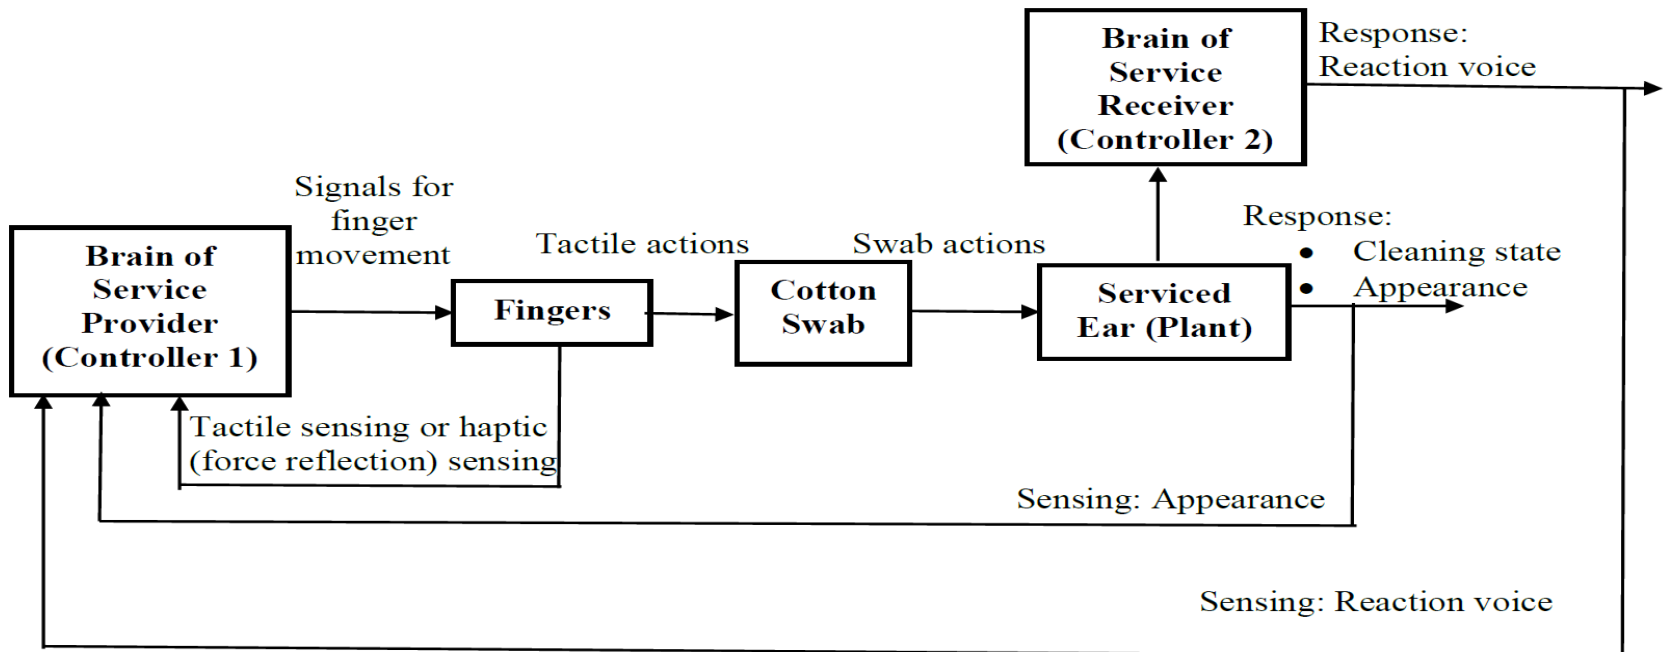 Brain of
Service
Receiver
(Controller 2)
Response:
Reaction voice
Brain of
Service
Provider
(Controller 1)
Signals for
finger
movement
Fingers
Tactile actions
Cotton
Swab
Swab actions
Serviced
Ear (Plant)
Response:
• Cleaning state
• Appearance
Tactile sensing or haptic
(force reflection) sensing
Sensing: Appearance
Sensing: Reaction voice